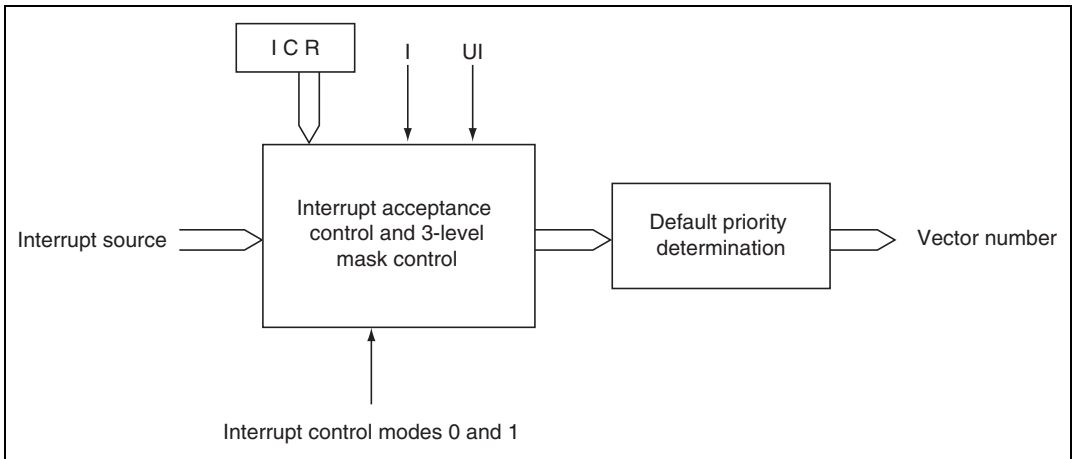 I C R
I
UI
Interrupt acceptance
control and 3-level
mask control
Default priority
determination
Interrupt source
Vector number
Interrupt control modes 0 and 1